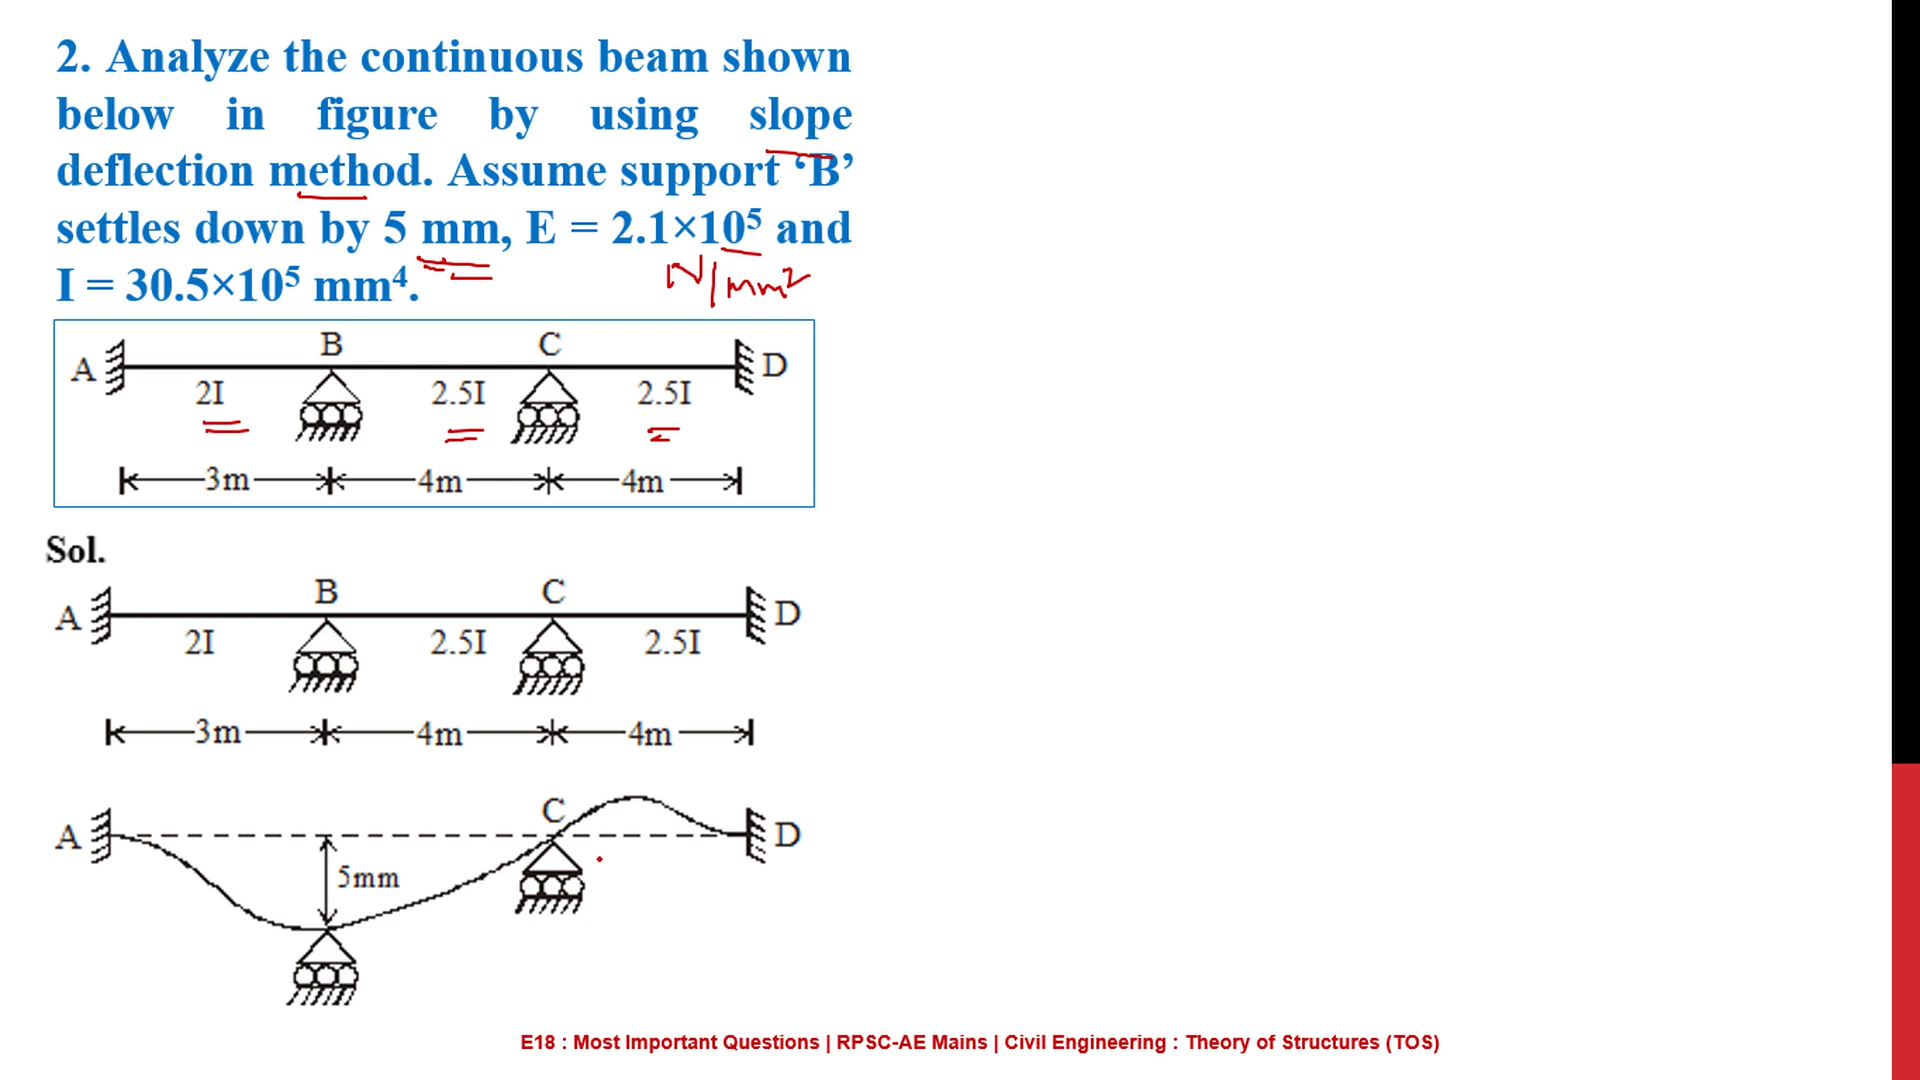 2. Analyze the continuous beam shown
below in figure by using slope
deflection method. Assume support ‘B’
settles down by 5 mm, E = 2.1×10⁵ and
N/mm²
I = 30.5×10⁵ mm⁴.
A B C D
2I 2.5I 2.5I
3m 4m 4m
Sol.
A B C D
2I 2.5I 2.5I
3m 4m 4m
A C D
5mm
E18 : Most Important Questions | RPSC-AE Mains | Civil Engineering : Theory of Structures (TOS)